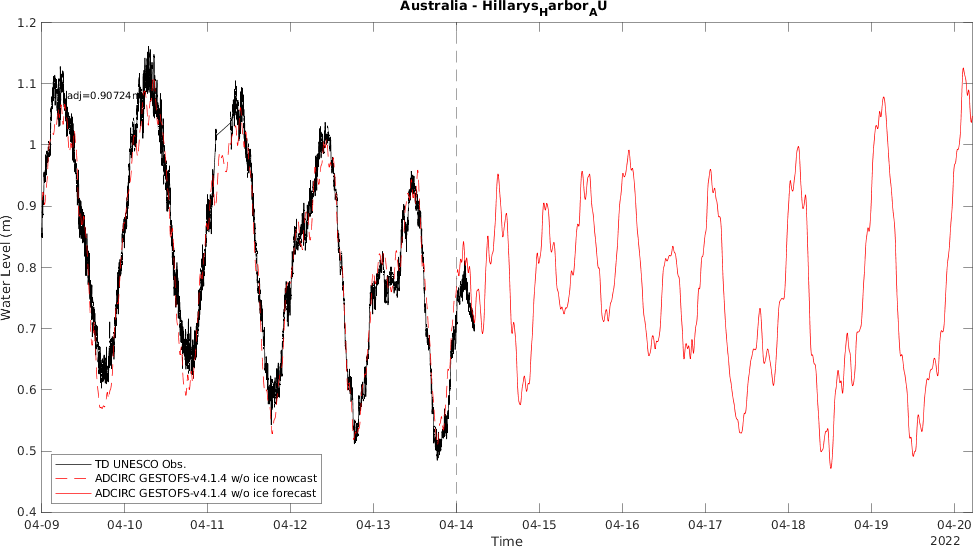 Australia - HillarysHarborAU
1.2
1.1
1
0.9
0.8
0.7
0.6
0.5
0.4
Water Level (m)
adj=0.90724m
TD UNESCO Obs.
ADCIRC GESTOFS-v4.1.4 w/o ice nowcast
ADCIRC GESTOFS-v4.1.4 w/o ice forecast
04-09 04-10 04-11 04-12 04-13 04-14 04-15 04-16 04-17 04-18 04-19 04-20
Time
2022